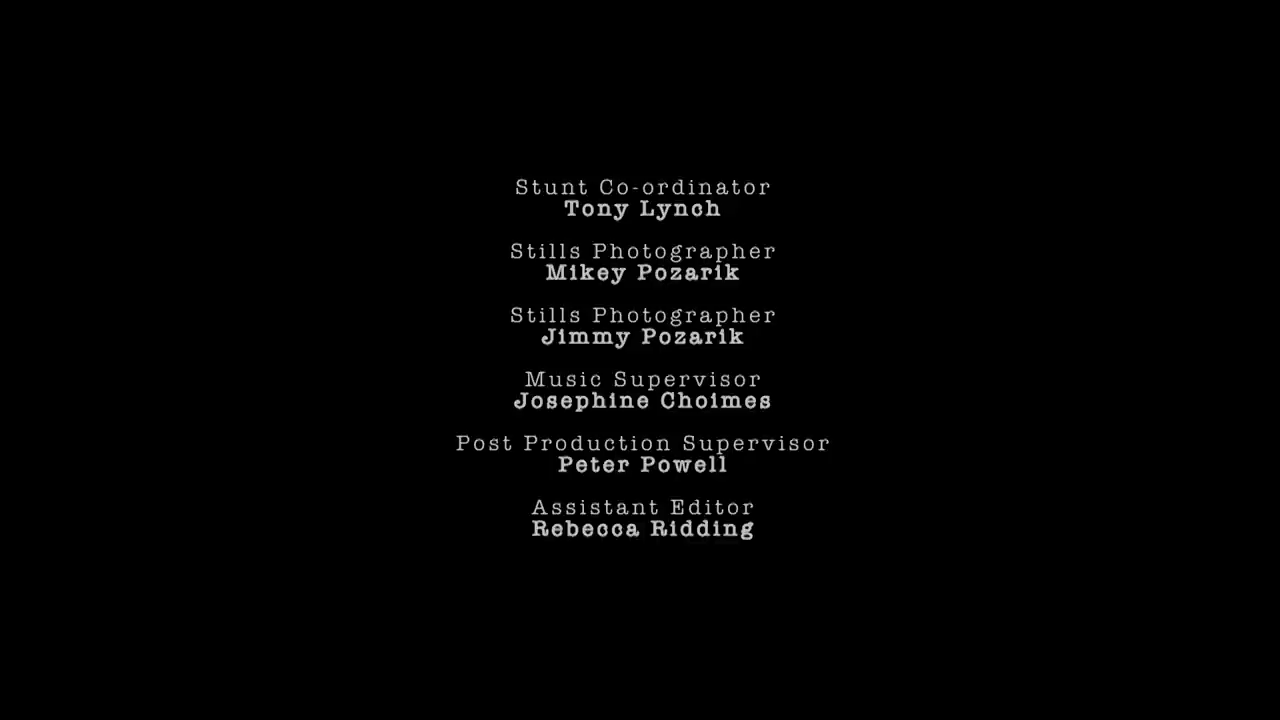 Stunt Co-ordinator
Tony Lynch
Stills Photographer
Mikey Pozarik
Stills Photographer
Jimmy Pozarik
Music Supervisor
Josephine Choimes
Post Production Supervisor
Peter Powell
Assistant Editor
Rebecca Ridding